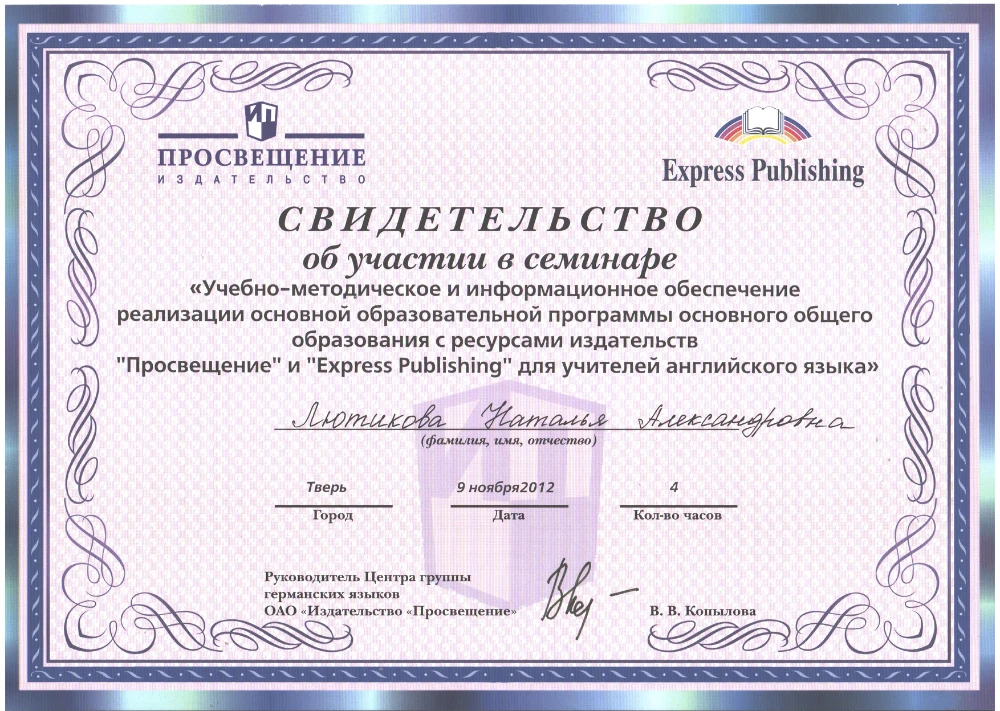 ИП
ПРОСВЕЩЕНИЕ
ИЗДАТЕЛЬСТВО
Express Publishing
СВИДЕТЕЛЬСТВО
об участии в семинаре
«Учебно-методическое и информационное обеспечение
реализации основной образовательной программы основного общего
образования с ресурсами издательств
"Просвещение" и "Express Publishing" для учителей английского языка»
Лютикова Наталья Александровна
(фамилия, имя, отчество)
Тверь 9 ноября2012 4
Город Дата Кол-во часов
Руководитель Центра группы
германских языков
ОАО «Издательство «Просвещение» В. В. Копылова